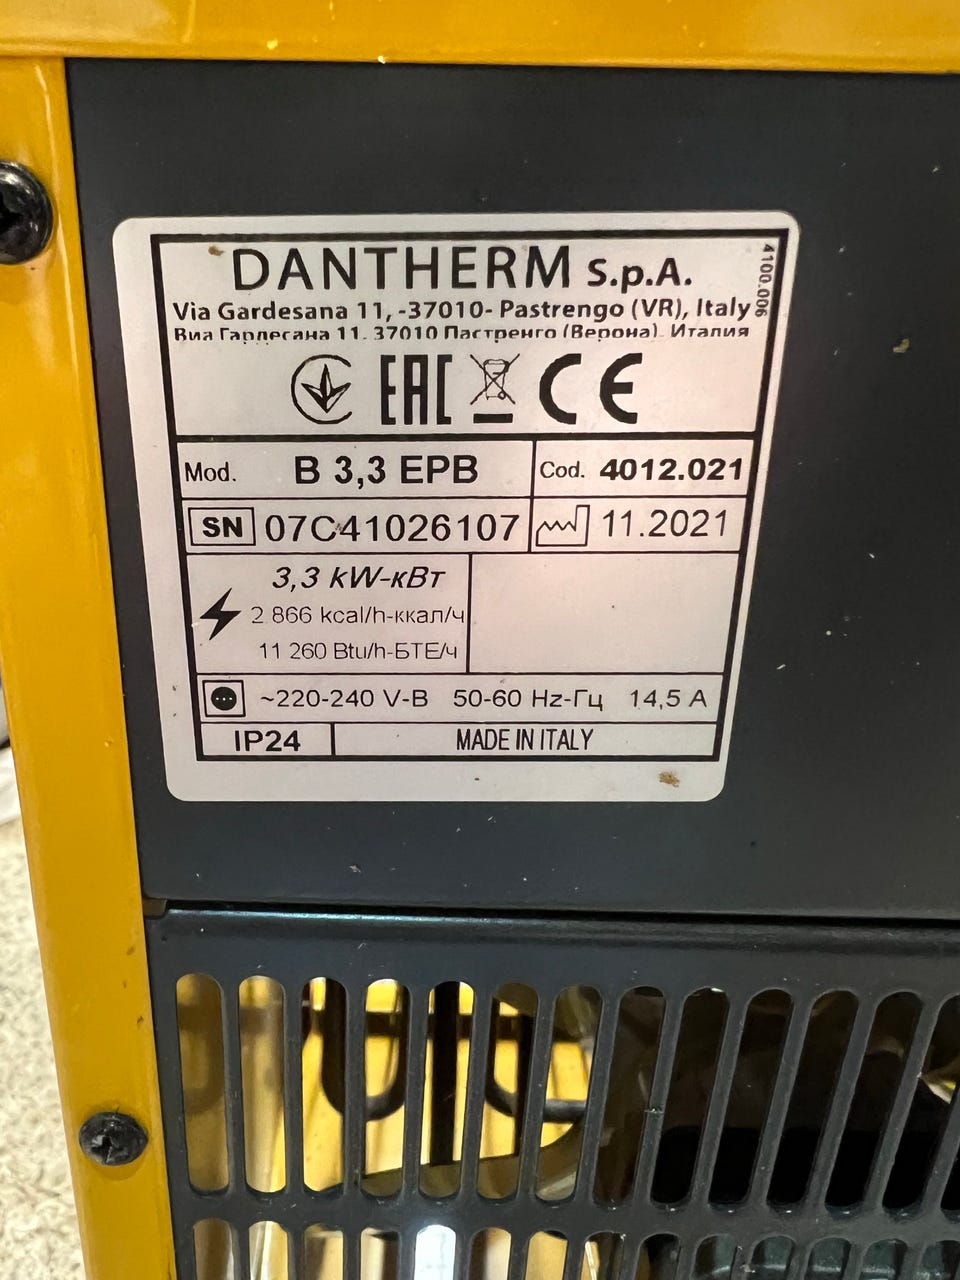 DANTHERM S.p.A.
4100.006
Via Gardesana 11, -37010- Pastrengo (VR), Italy
Виа Гардесана 11, 37010 Пастренго (Верона), Италия
EAC CE
Mod. B 3,3 EPB Cod. 4012.021
SN 07C41026107 11.2021
3,3 kW-кВт
2 866 kcal/h-ккал/ч
11 260 Btu/h-БТЕ/ч
~220-240 V-В 50-60 Hz-Гц 14,5 A
IP24 MADE IN ITALY